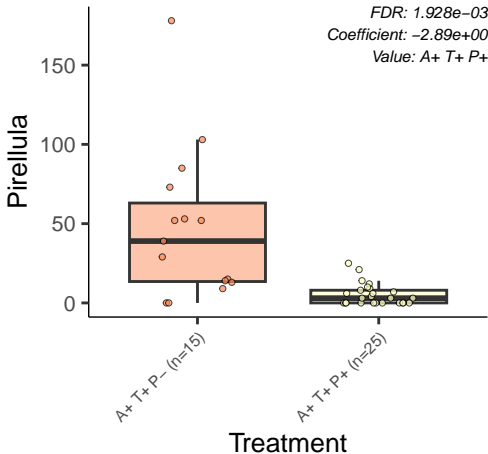 FDR: 1.928e−03
Coefficient: −2.89e+00
Value: A+ T+ P+
Pirellula
150
100
50
0
A+ T+ P− (n=15)
A+ T+ P+ (n=25)
Treatment